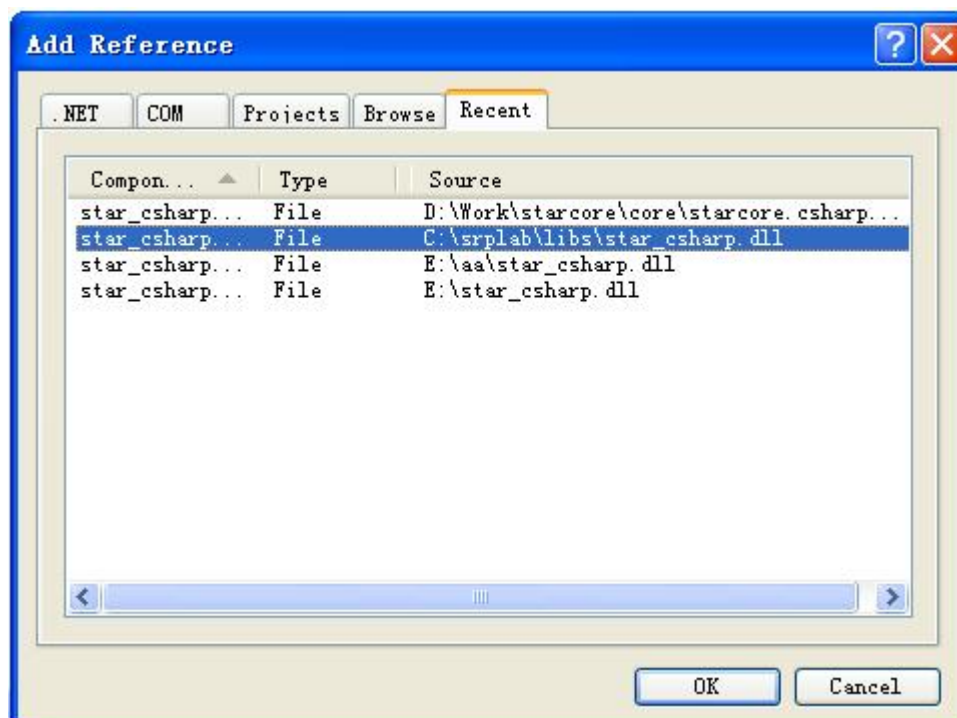 Add Reference
.NET COM Projects Browse Recent
Compon... Type Source
star_csharp... File D:\Work\starcore\core\starcore.csharp...
star_csharp... File C:\srplab\libs\star_csharp.dll
star_csharp... File E:\aa\star_csharp.dll
star_csharp... File E:\star_csharp.dll
OK Cancel